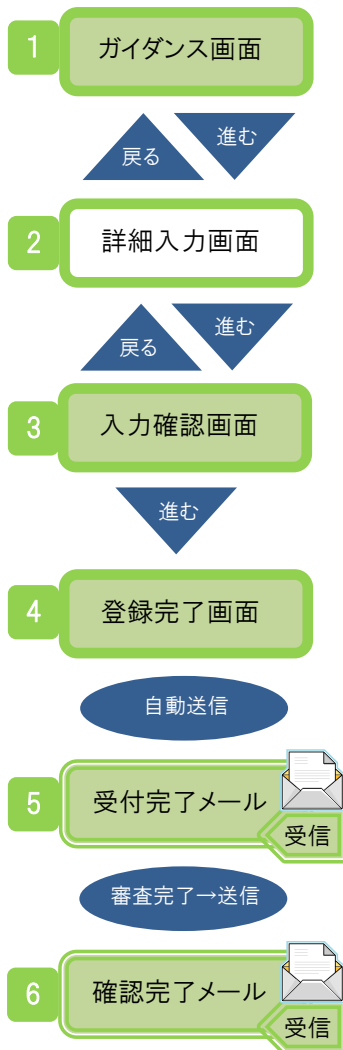 1
ガイダンス画面
戻る
進む
2
詳細入力画面
戻る
進む
3
入力確認画面
進む
4
登録完了画面
自動送信
5
受付完了メール
受信
審査完了→送信
6
確認完了メール
受信